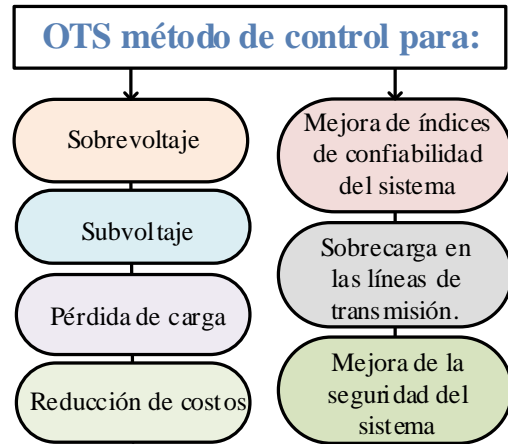 OTS método de control para:
Sobrevoltaje
Subvoltaje
Pérdida de carga
Reducción de costos
Mejora de índices
de confiabilidad
del sistema
Sobrecarga en
las líneas de
transmisión.
Mejora de la
seguridad del
sistema